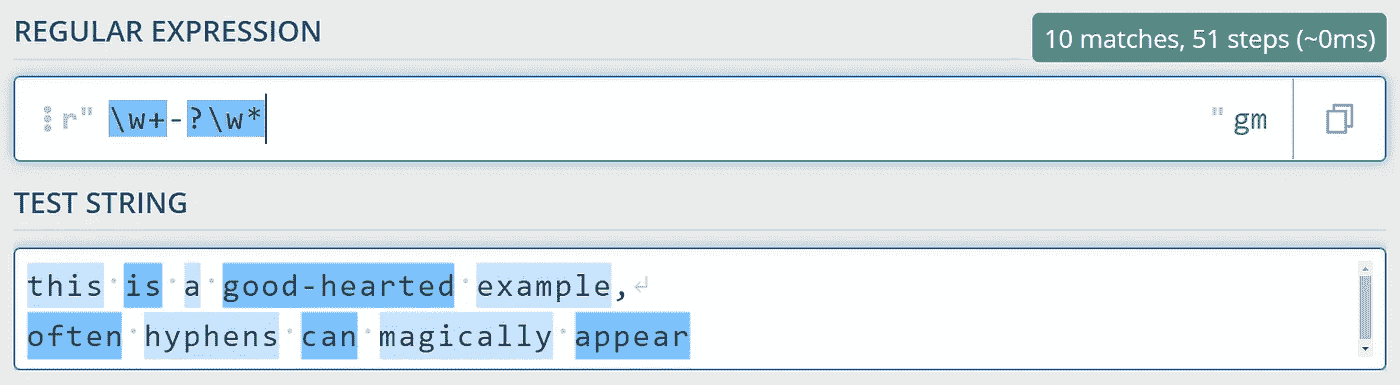 REGULAR EXPRESSION
10 matches, 51 steps (~0ms)
r" \w+-?\w* " gm
TEST STRING
this is a good-hearted example,
often hyphens can magically appear